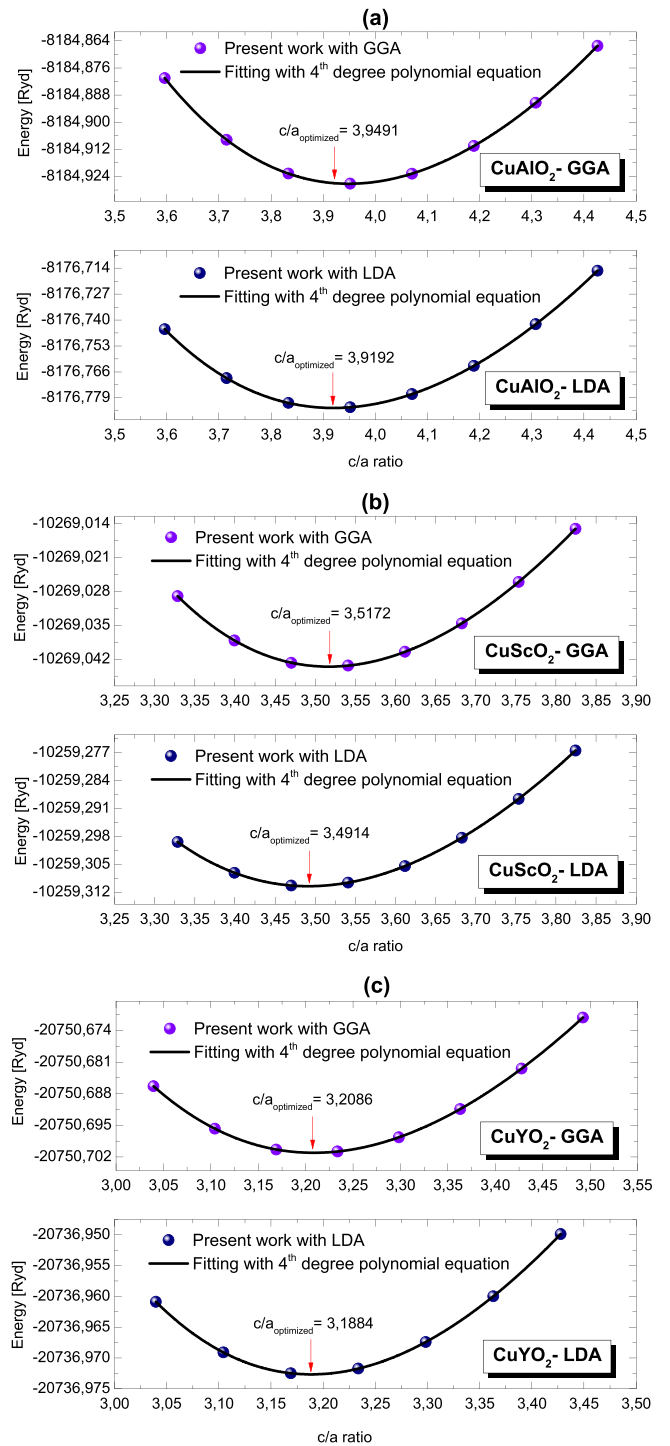 (a)
Energy [Ryd]
-8184,864
-8184,876
-8184,888
-8184,900
-8184,912
-8184,924
Present work with GGA
Fitting with 4th degree polynomial equation
c/aoptimized= 3,9491
CuAlO2- GGA
3,5 3,6 3,7 3,8 3,9 4,0 4,1 4,2 4,3 4,4 4,5
Energy [Ryd]
-8176,714
-8176,727
-8176,740
-8176,753
-8176,766
-8176,779
Present work with LDA
Fitting with 4th degree polynomial equation
c/aoptimized= 3,9192
CuAlO2- LDA
3,5 3,6 3,7 3,8 3,9 4,0 4,1 4,2 4,3 4,4 4,5
c/a ratio
(b)
Energy [Ryd]
-10269,014
-10269,021
-10269,028
-10269,035
-10269,042
Present work with GGA
Fitting with 4th degree polynomial equation
c/aoptimized= 3,5172
CuScO2- GGA
3,25 3,30 3,35 3,40 3,45 3,50 3,55 3,60 3,65 3,70 3,75 3,80 3,85 3,90
Energy [Ryd]
-10259,277
-10259,284
-10259,291
-10259,298
-10259,305
-10259,312
Present work with LDA
Fitting with 4th degree polynomial equation
c/aoptimized= 3,4914
CuScO2- LDA
3,25 3,30 3,35 3,40 3,45 3,50 3,55 3,60 3,65 3,70 3,75 3,80 3,85 3,90
c/a ratio
(c)
Energy [Ryd]
-20750,674
-20750,681
-20750,688
-20750,695
-20750,702
Present work with GGA
Fitting with 4th degree polynomial equation
c/aoptimized= 3,2086
CuYO2- GGA
3,00 3,05 3,10 3,15 3,20 3,25 3,30 3,35 3,40 3,45 3,50 3,55
Energy [Ryd]
-20736,950
-20736,955
-20736,960
-20736,965
-20736,970
-20736,975
Present work with LDA
Fitting with 4th degree polynomial equation
c/aoptimized= 3,1884
CuYO2- LDA
3,00 3,05 3,10 3,15 3,20 3,25 3,30 3,35 3,40 3,45 3,50
c/a ratio